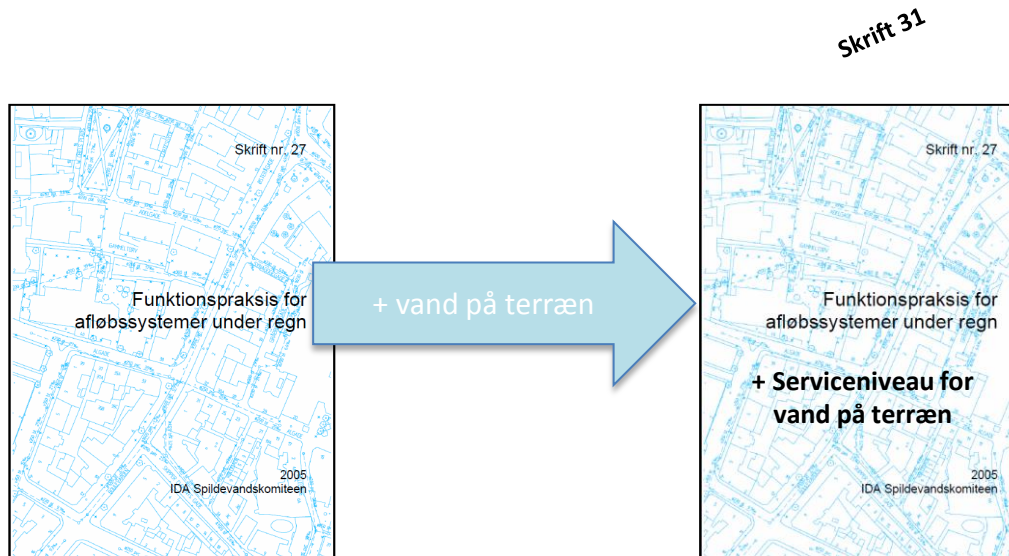 Skrift 31
Skrift nr. 27
Funktionspraksis for
afløbssystemer under regn
2005
IDA Spildevandskomiteen
+ vand på terræn
Skrift nr. 27
Funktionspraksis for
afløbssystemer under regn
+ Serviceniveau for
vand på terræn
2005
IDA Spildevandskomiteen